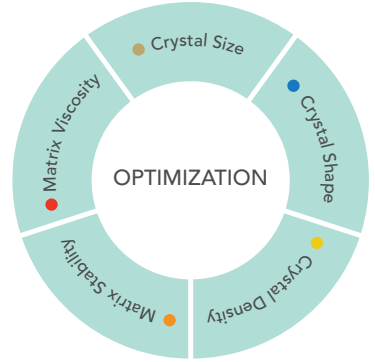 Crystal Size
Crystal Shape
Crystal Density
Matrix Stability
Matrix Viscosity
OPTIMIZATION